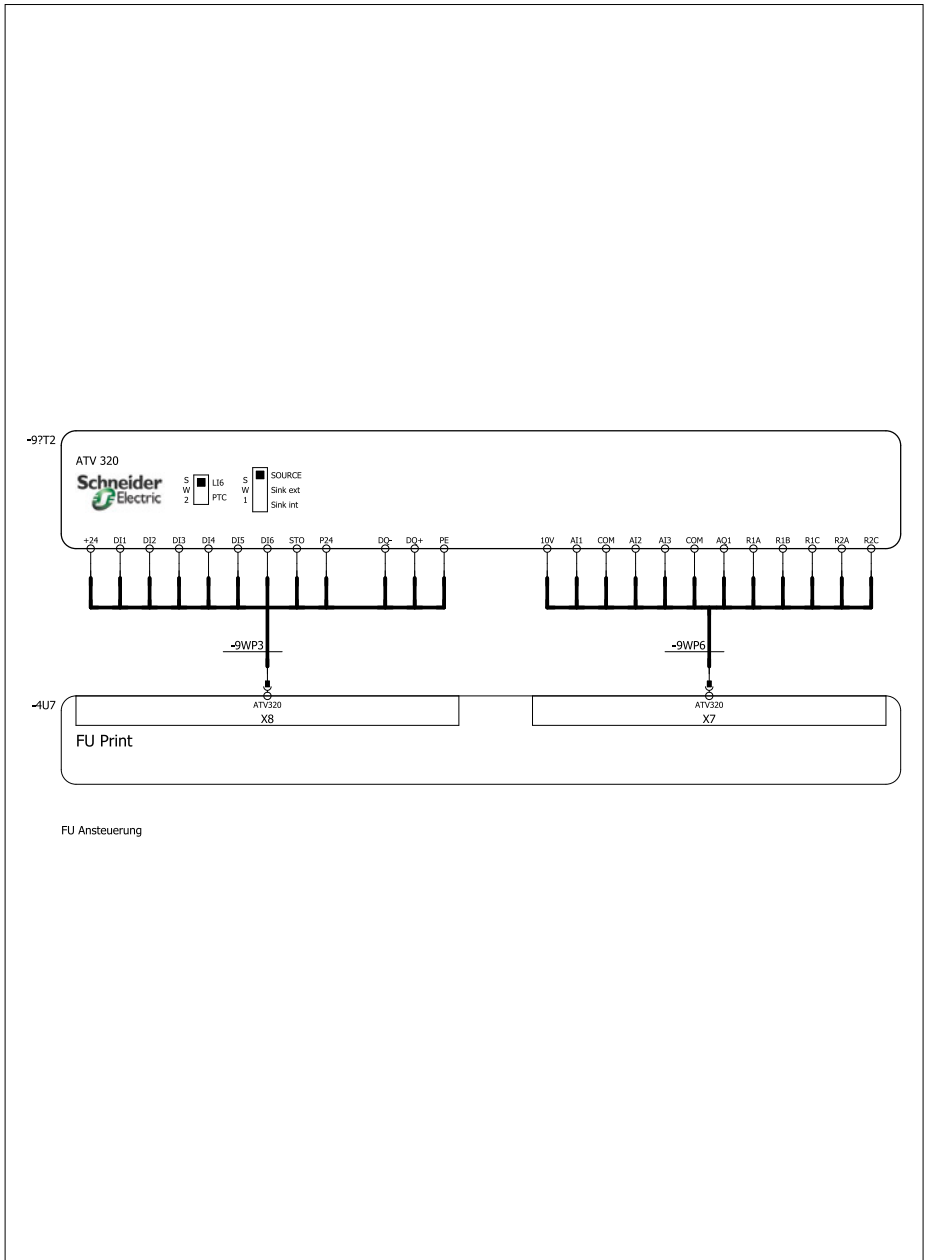 -9?T2
ATV 320
Schneider
Electric
SW2
LI6
PTC
SW1
SOURCE
Sink ext
Sink int
+24 DI1 DI2 DI3 DI4 DI5 DI6 STO P24 DQ- DQ+ PE 10V AI1 COM AI2 AI3 COM AQ1 R1A R1B R1C R2A R2C
-9WP3 -9WP6
-4U7
ATV320 ATV320
X8 X7
FU Print
FU Ansteuerung